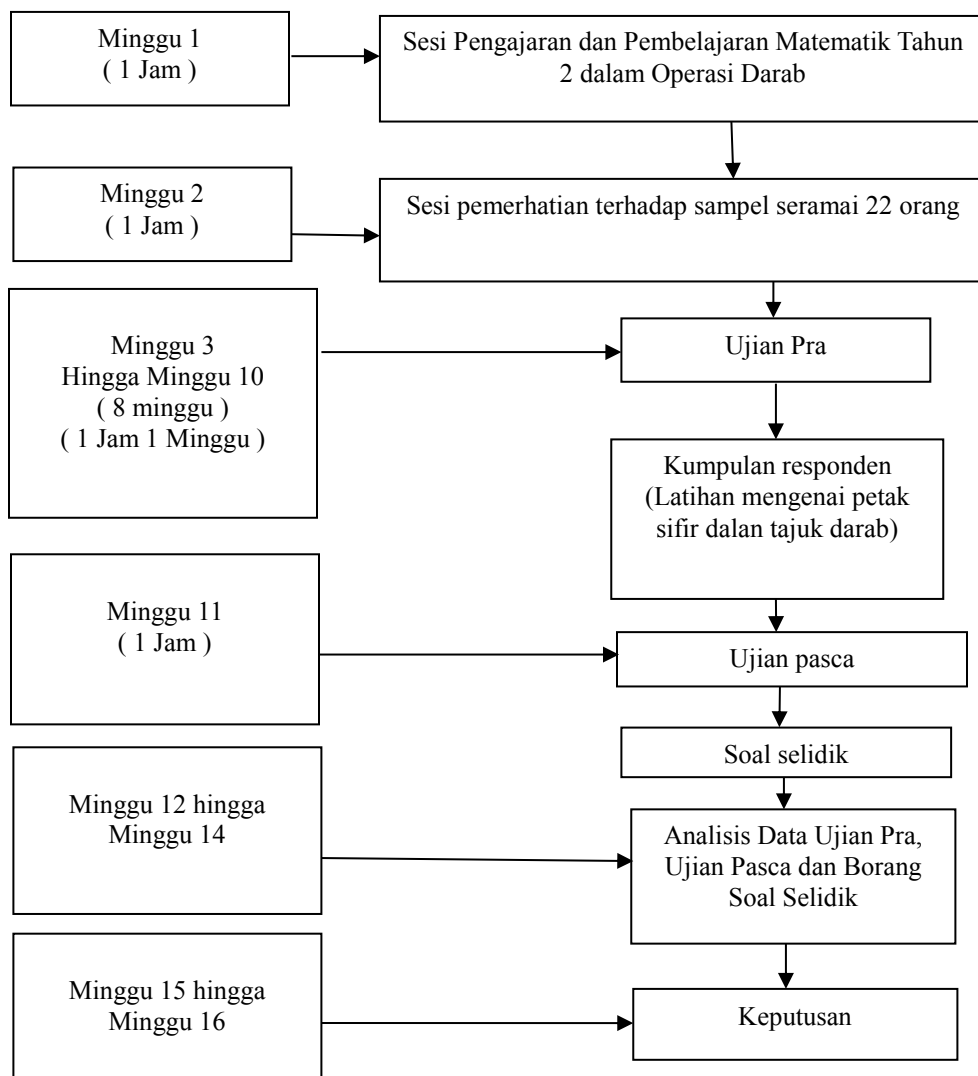 Minggu 1
( 1 Jam )
Sesi Pengajaran dan Pembelajaran Matematik Tahun
2 dalam Operasi Darab
Minggu 2
( 1 Jam )
Sesi pemerhatian terhadap sampel seramai 22 orang
Minggu 3
Hingga Minggu 10
( 8 minggu )
( 1 Jam 1 Minggu )
Ujian Pra
Kumpulan responden
(Latihan mengenai petak
sifir dalan tajuk darab)
Minggu 11
( 1 Jam )
Ujian pasca
Soal selidik
Minggu 12 hingga
Minggu 14
Analisis Data Ujian Pra,
Ujian Pasca dan Borang
Soal Selidik
Minggu 15 hingga
Minggu 16
Keputusan